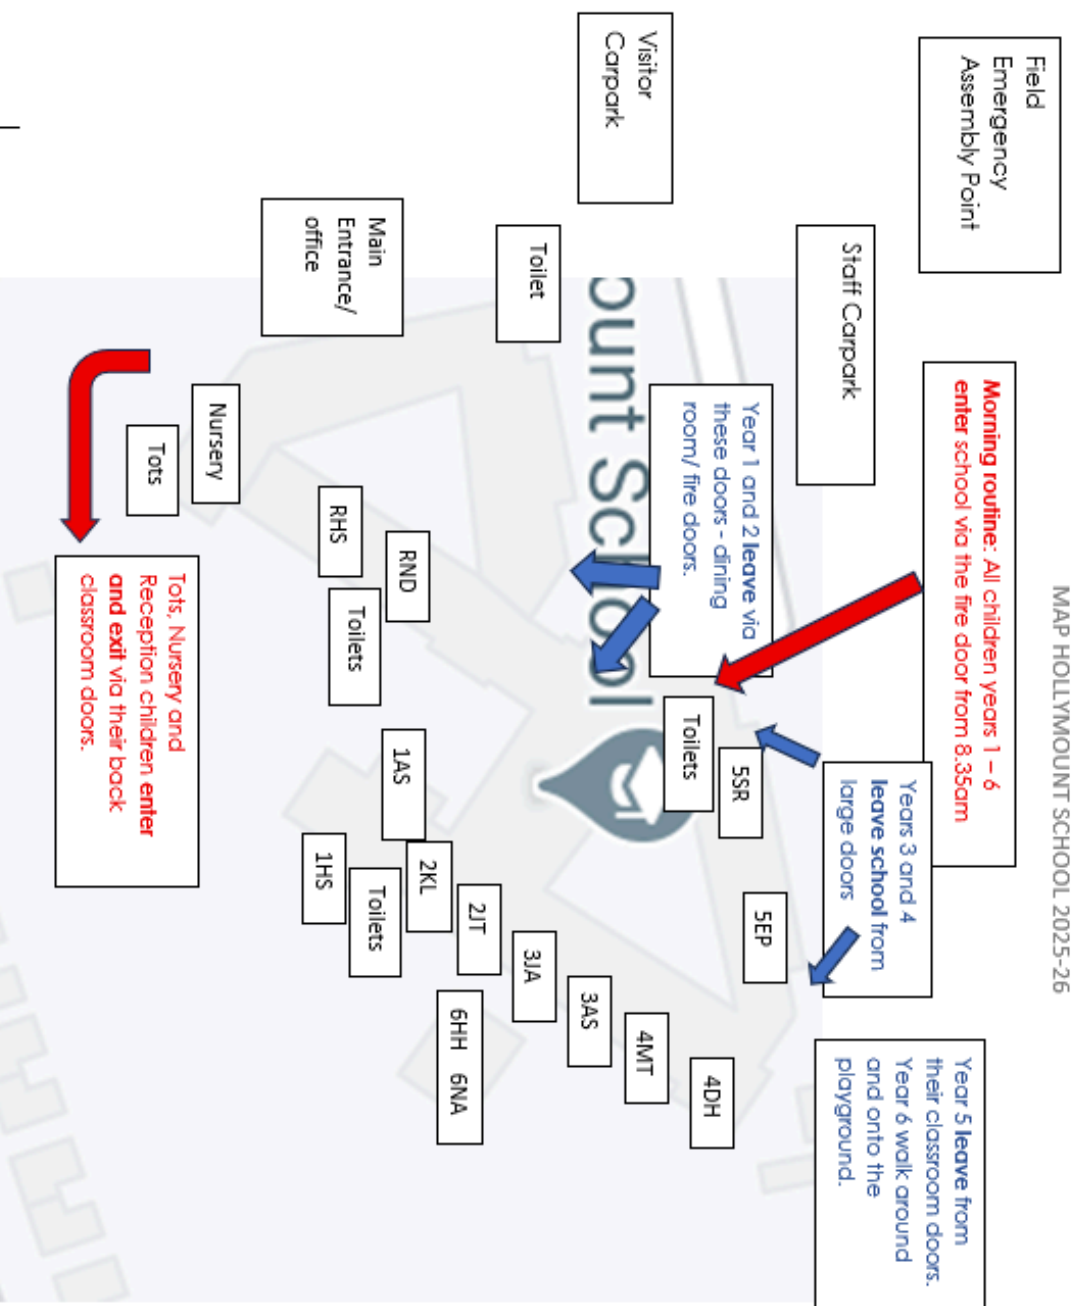 MAP HOLLYMOUNT SCHOOL 2025-26
Field
Emergency
Assembly Point
Morning routine: All children years 1 – 6
enter school via the fire door from 8.35am
Years 3 and 4
leave school from
large doors
Year 5 leave from
their classroom doors.
Year 6 walk around
and onto the
playground.
Staff Carpark
Visitor
Carpark
Year 1 and 2 leave via
these doors - dining
room/ fire doors.
Toilets
5SR
5EP
4DH
4MT
3AS
3JA
2JT
2KL
6HH 6NA
Toilet
ount School
Main
Entrance/
office
RND
RHS
Toilets
1AS
1HS
Toilets
Nursery
Tots
Tots, Nursery and
Reception children enter
and exit via their back
classroom doors.